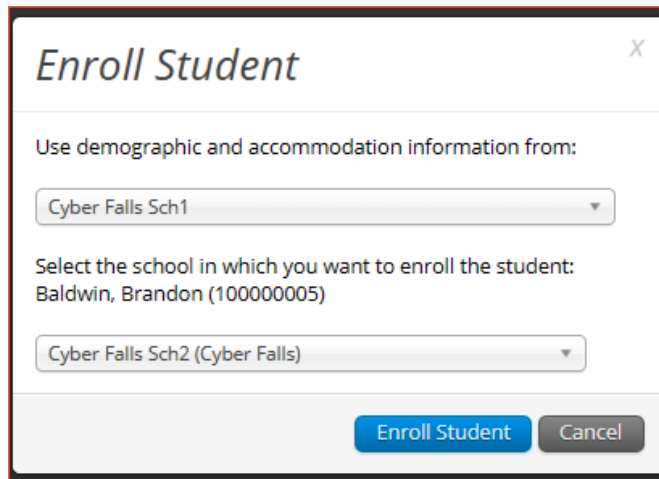 Enroll Student
x
Use demographic and accommodation information from:
Cyber Falls Sch1
Select the school in which you want to enroll the student:
Baldwin, Brandon (100000005)
Cyber Falls Sch2 (Cyber Falls)
Enroll Student Cancel